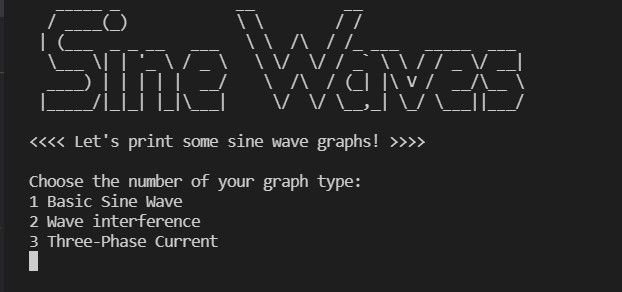 Sine Waves
<<<< Let's print some sine wave graphs! >>>>
Choose the number of your graph type:
1 Basic Sine Wave
2 Wave interference
3 Three-Phase Current